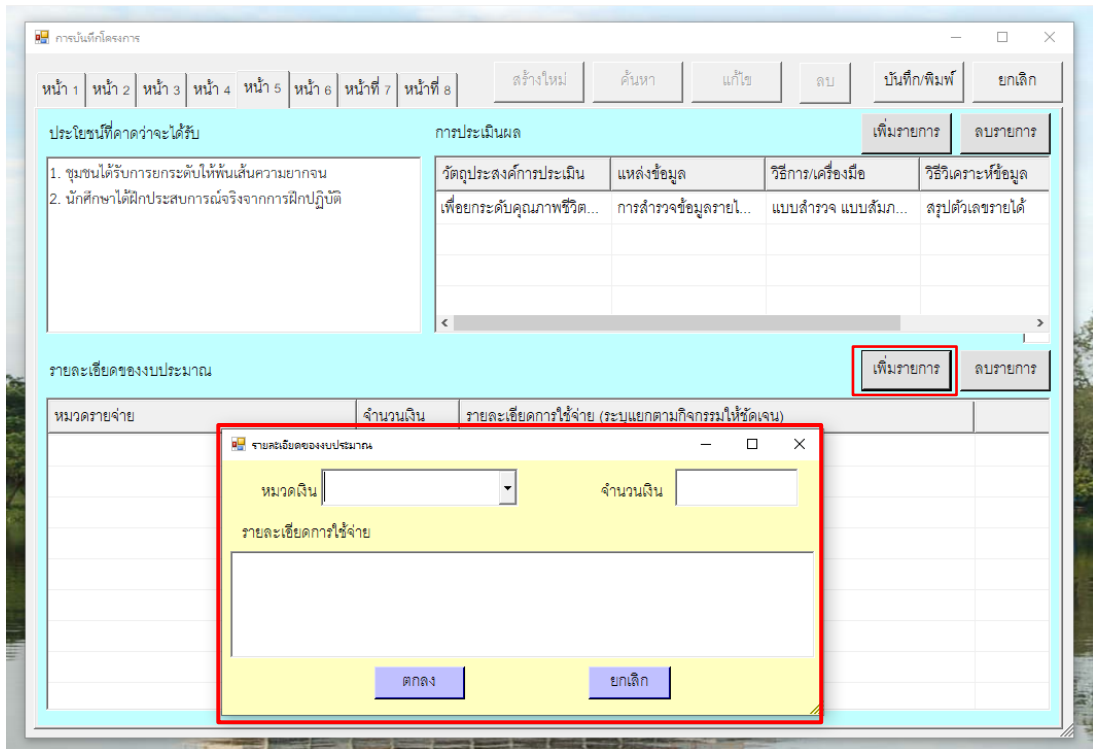 การบันทึกโครงการ
หน้า 1 หน้า 2 หน้า 3 หน้า 4 หน้า 5 หน้า 6 หน้าที่ 7 หน้าที่ 8 สร้างใหม่ ค้นหา แก้ไข ลบ บันทึก/พิมพ์ ยกเลิก
ประโยชน์ที่คาดว่าจะได้รับ การประเมินผล เพิ่มรายการ ลบรายการ
1. ชุมชนได้รับการยกระดับให้พ้นเส้นความยากจน
2. นักศึกษาได้ฝึกประสบการณ์จริงจากการฝึกปฏิบัติ
วัตถุประสงค์การประเมิน แหล่งข้อมูล วิธีการ/เครื่องมือ วิธีวิเคราะห์ข้อมูล
เพื่อยกระดับคุณภาพชีวิต... การสำรวจข้อมูลรายไ... แบบสำรวจ แบบสัมภ... สรุปตัวเลขรายได้
รายละเอียดของงบประมาณ เพิ่มรายการ ลบรายการ
หมวดรายจ่าย จำนวนเงิน รายละเอียดการใช้จ่าย (ระบุแยกตามกิจกรรมให้ชัดเจน)
รายละเอียดของงบประมาณ
หมวดเงิน จำนวนเงิน
รายละเอียดการใช้จ่าย
ตกลง ยกเลิก